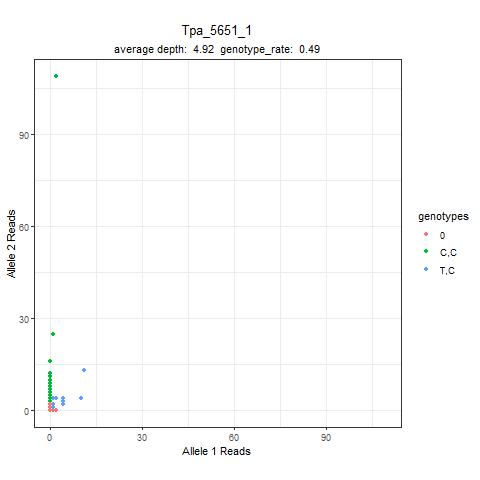 Tpa_5651_1
average depth:  4.92  genotype_rate:  0.49
Allele 2 Reads
90
60
30
0
0
30
60
90
Allele 1 Reads
genotypes
0
C,C
T,C